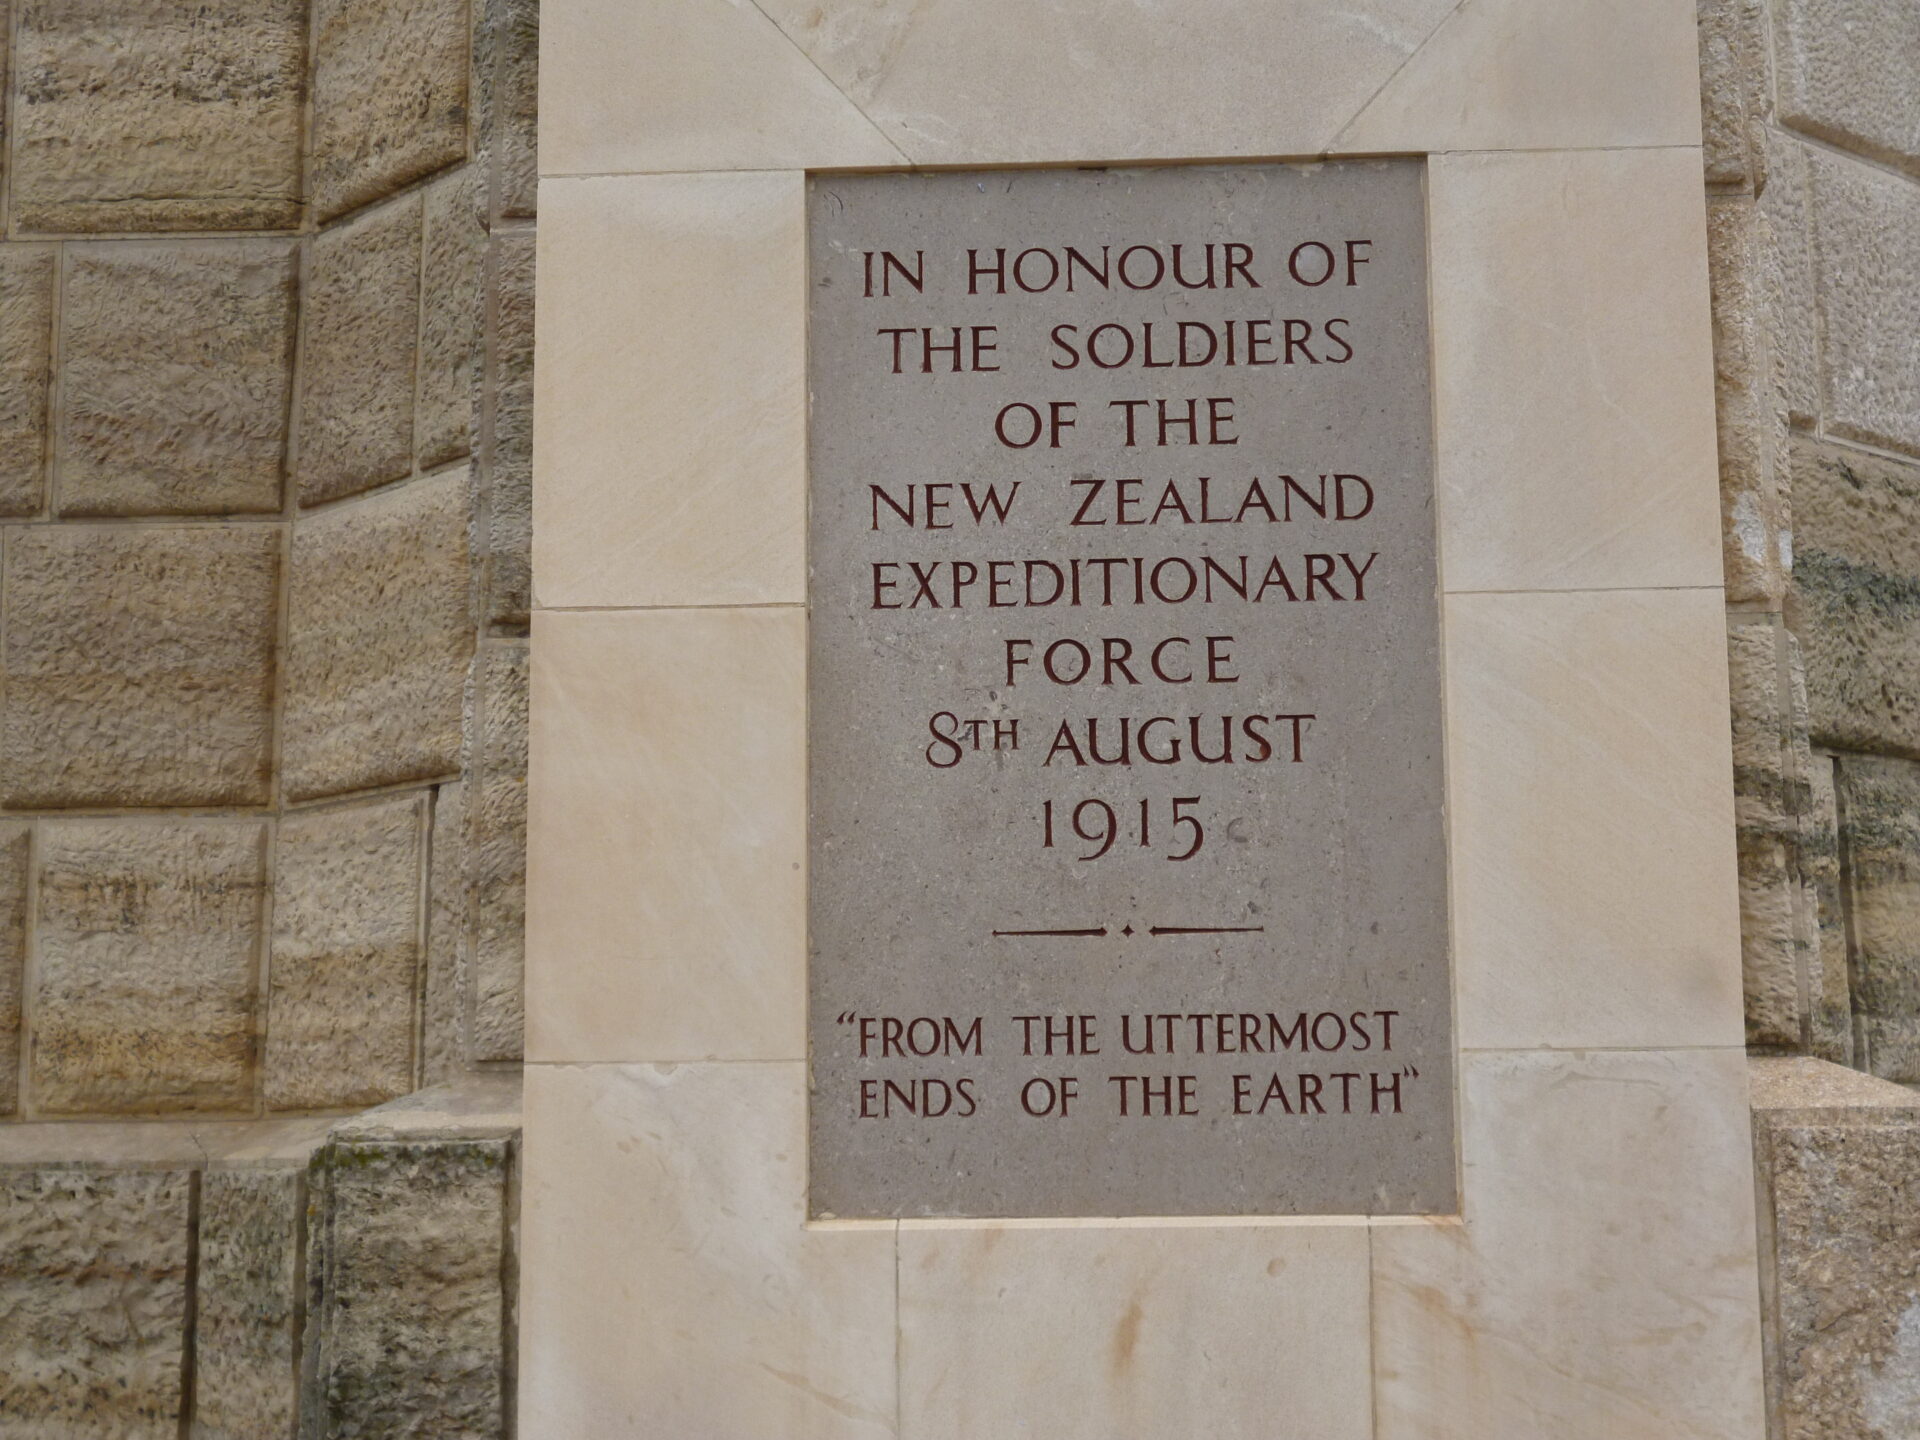 IN HONOUR OF
THE SOLDIERS
OF THE
NEW ZEALAND
EXPEDITIONARY
FORCE
8TH AUGUST
1915
“FROM THE UTTERMOST
ENDS OF THE EARTH”